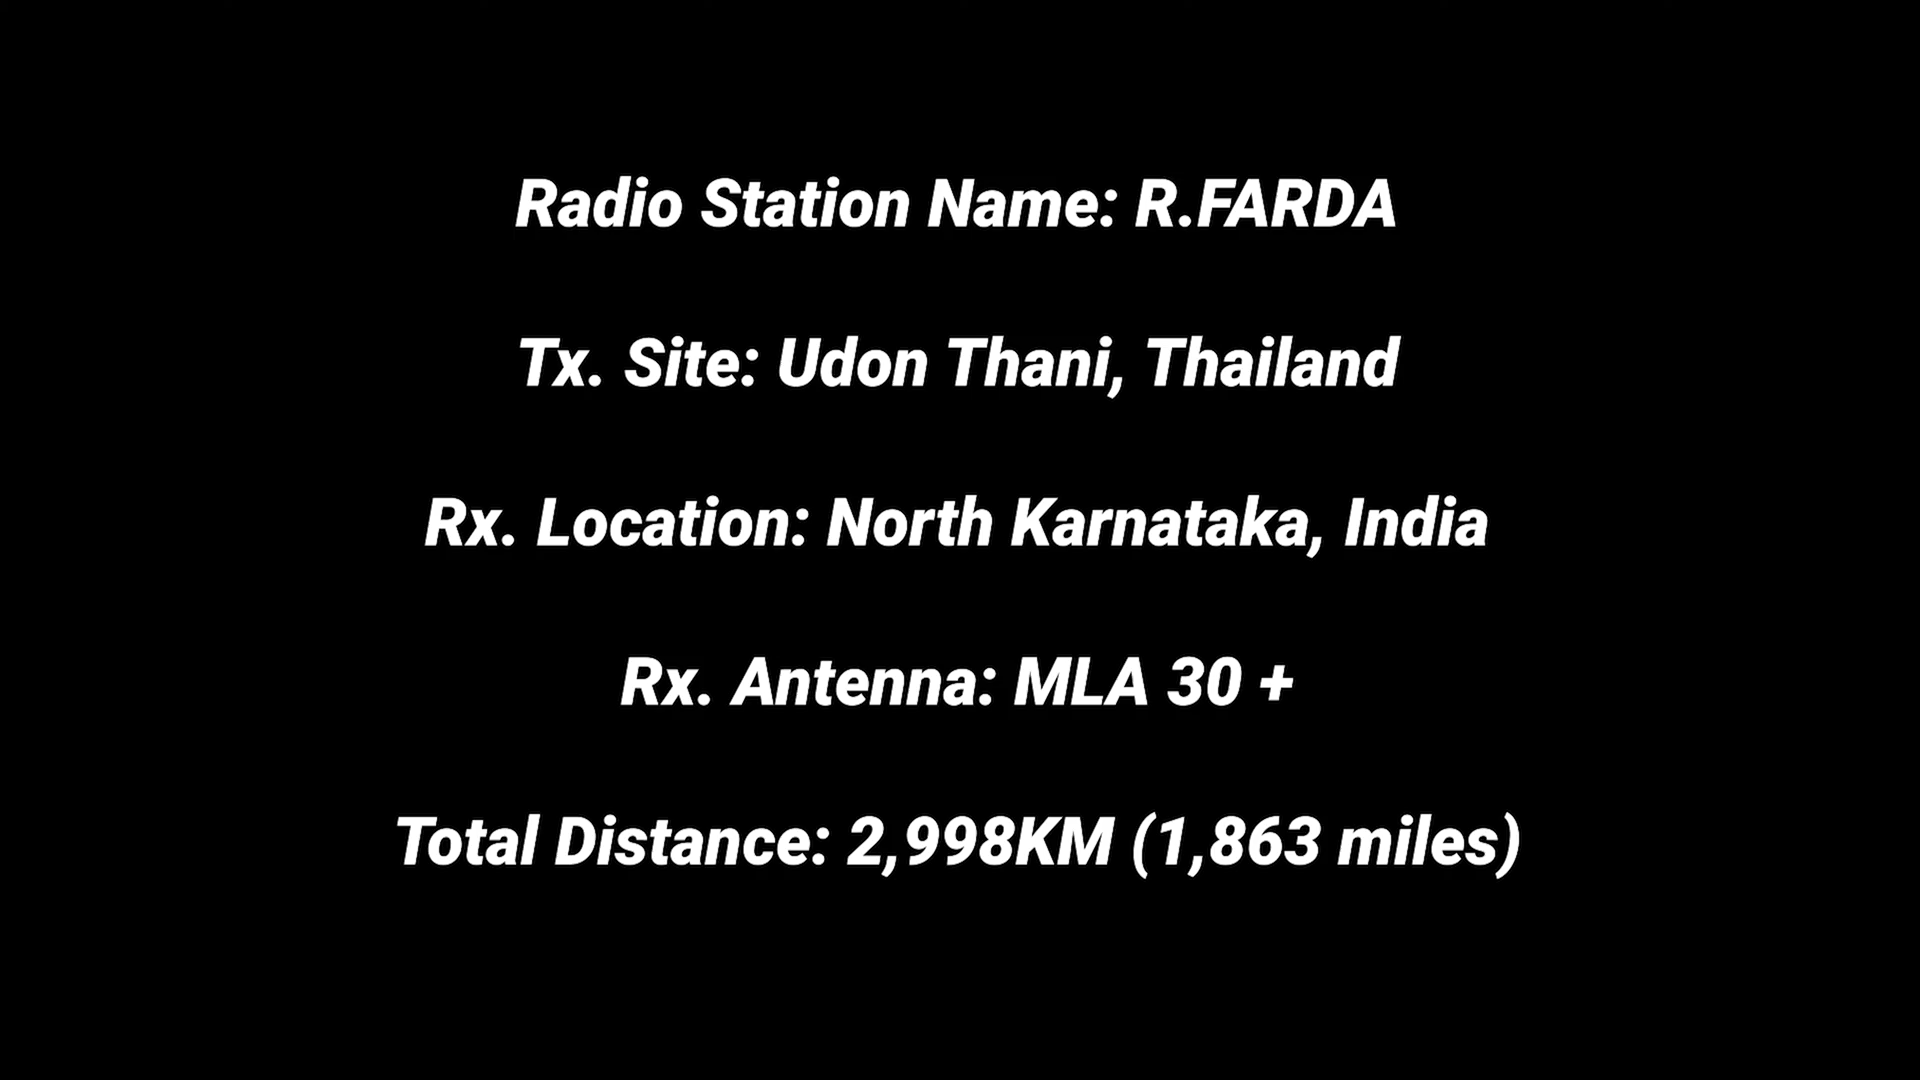 Radio Station Name: R.FARDA
Tx. Site: Udon Thani, Thailand
Rx. Location: North Karnataka, India
Rx. Antenna: MLA 30 +
Total Distance: 2,998KM (1,863 miles)